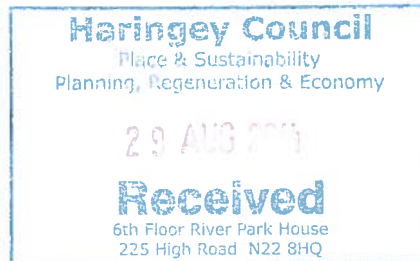 Haringey Council
Place & Sustainability
Planning, Regeneration & Economy
29 AUG
Received
6th Floor River Park House
225 High Road N22 8HQ